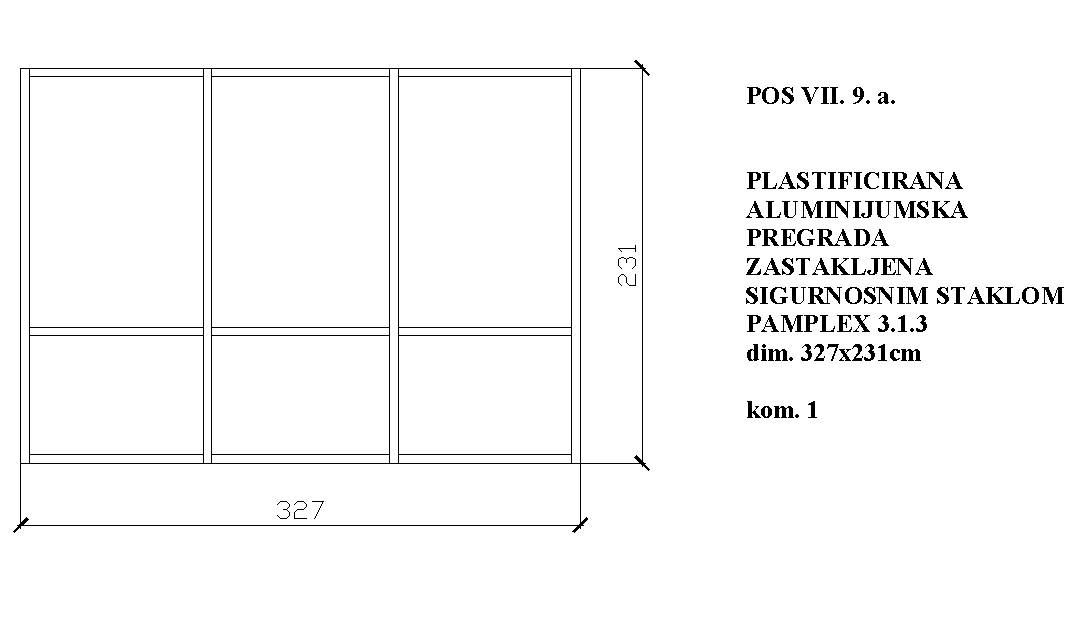 POS VII. 9. a.
PLASTIFICIRANA
ALUMINIJUMSKA
PREGRADA
ZASTAKLJENA
SIGURNOSNIM STAKLOM
PAMPLEX 3.1.3
dim. 327x231cm
kom. 1
231
327